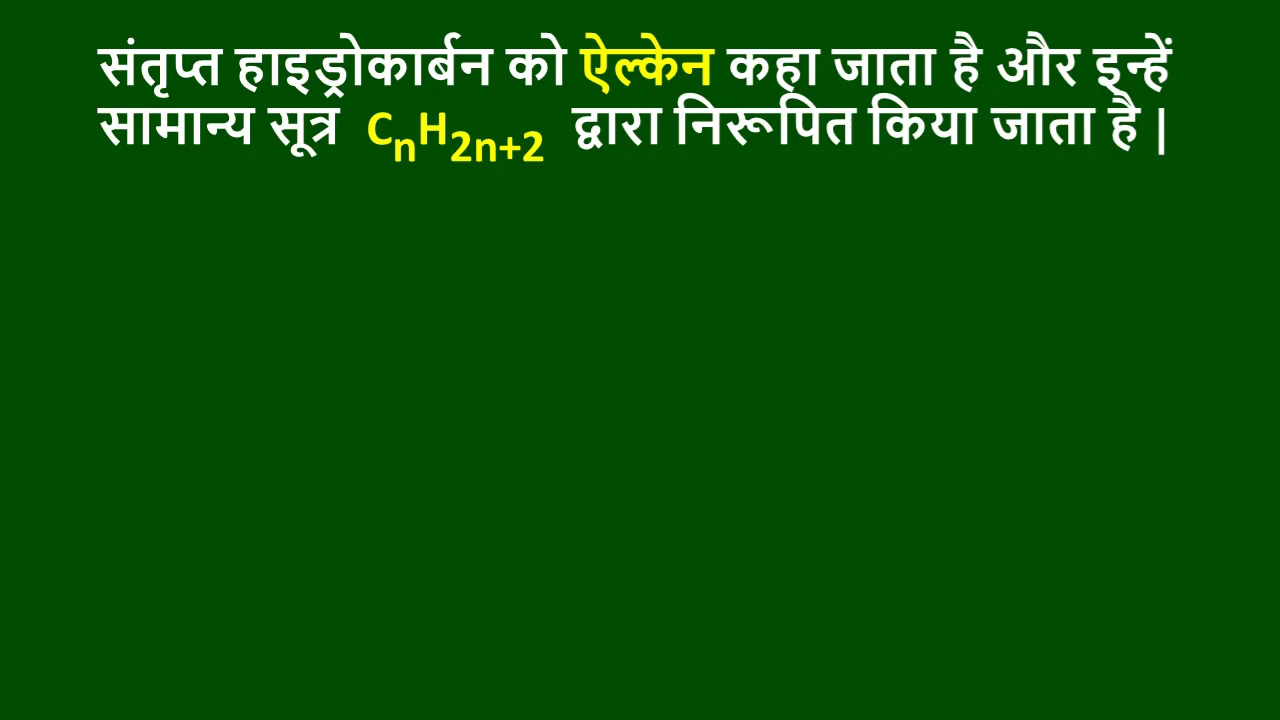 संतृप्त हाइड्रोकार्बन को ऐल्केन कहा जाता है और इन्हें
सामान्य सूत्र CnH2n+2 द्वारा निरूपित किया जाता है |